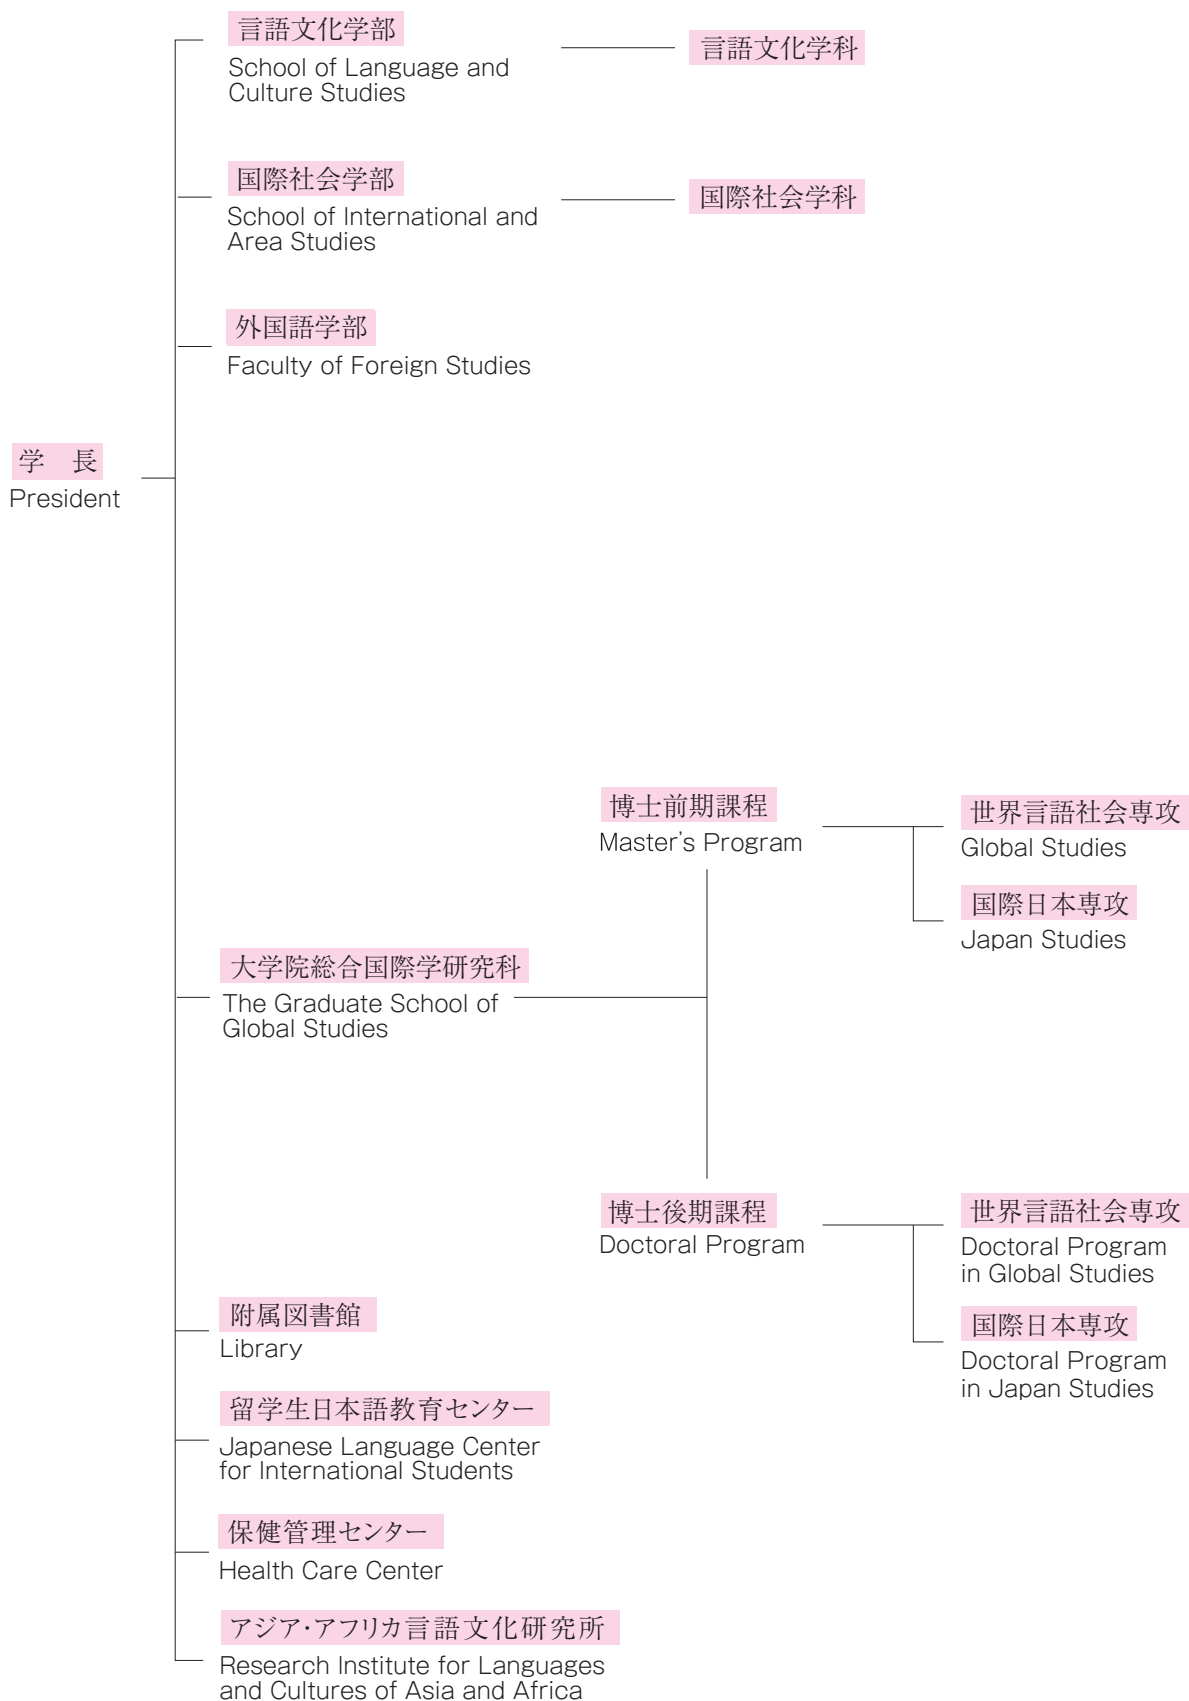 言語文化学部
School of Language and
Culture Studies
言語文化学科
国際社会学部
School of International and
Area Studies
国際社会学科
外国語学部
Faculty of Foreign Studies
学　長
President
博士前期課程
Master's Program
世界言語社会専攻
Global Studies
国際日本専攻
Japan Studies
大学院総合国際学研究科
The Graduate School of
Global Studies
博士後期課程
Doctoral Program
世界言語社会専攻
Doctoral Program
in Global Studies
国際日本専攻
Doctoral Program
in Japan Studies
附属図書館
Library
留学生日本語教育センター
Japanese Language Center
for International Students
保健管理センター
Health Care Center
アジア・アフリカ言語文化研究所
Research Institute for Languages
and Cultures of Asia and Africa